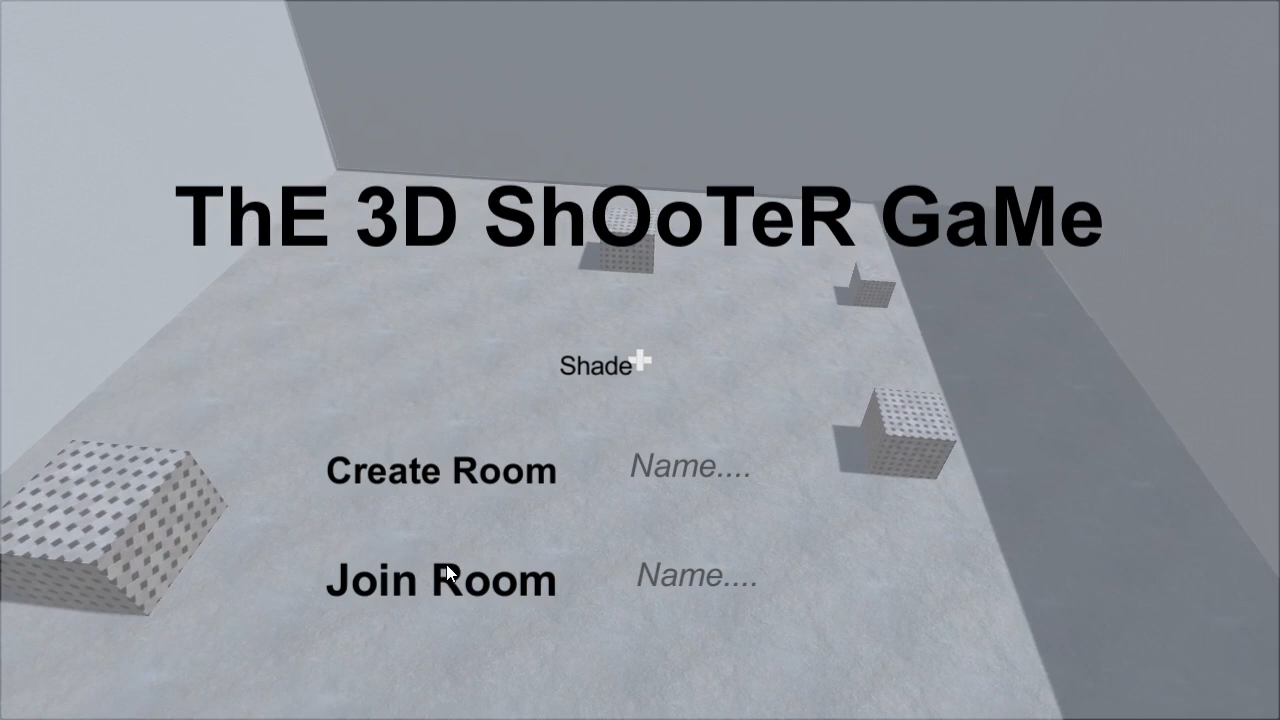 ThE 3D ShOoTeR GaMe
Shade
Create Room Name....
Join Room Name....